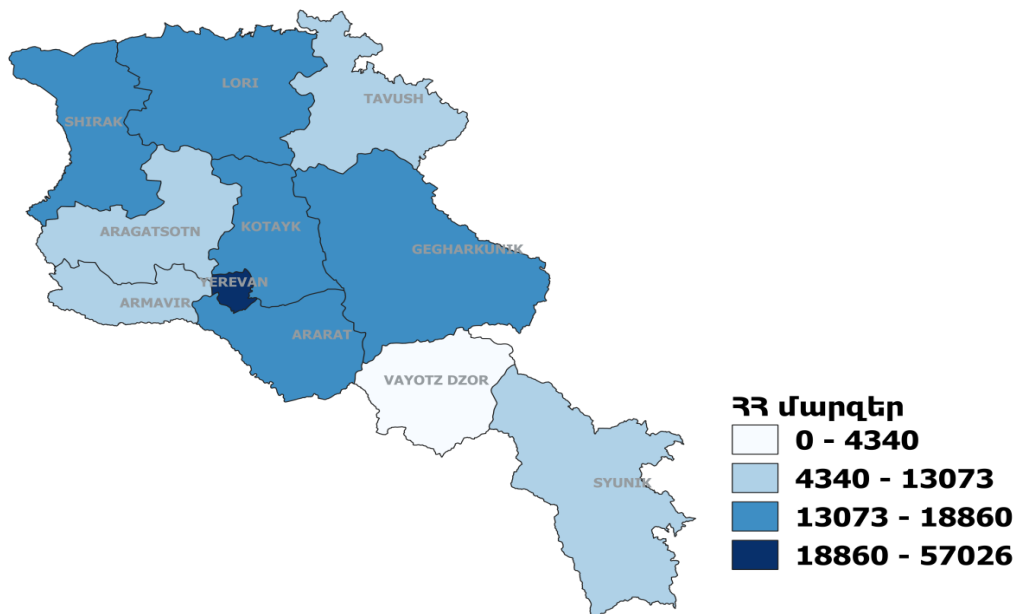 LORI
TAVUSH
SHIRAK
ARAGATSOTN
KOTAYK
GEGHARKUNIK
YEREVAN
ARMAVIR
ARARAT
VAYOTZ DZOR
SYUNIK
ՀՀ մարզեր
0 - 4340
4340 - 13073
13073 - 18860
18860 - 57026